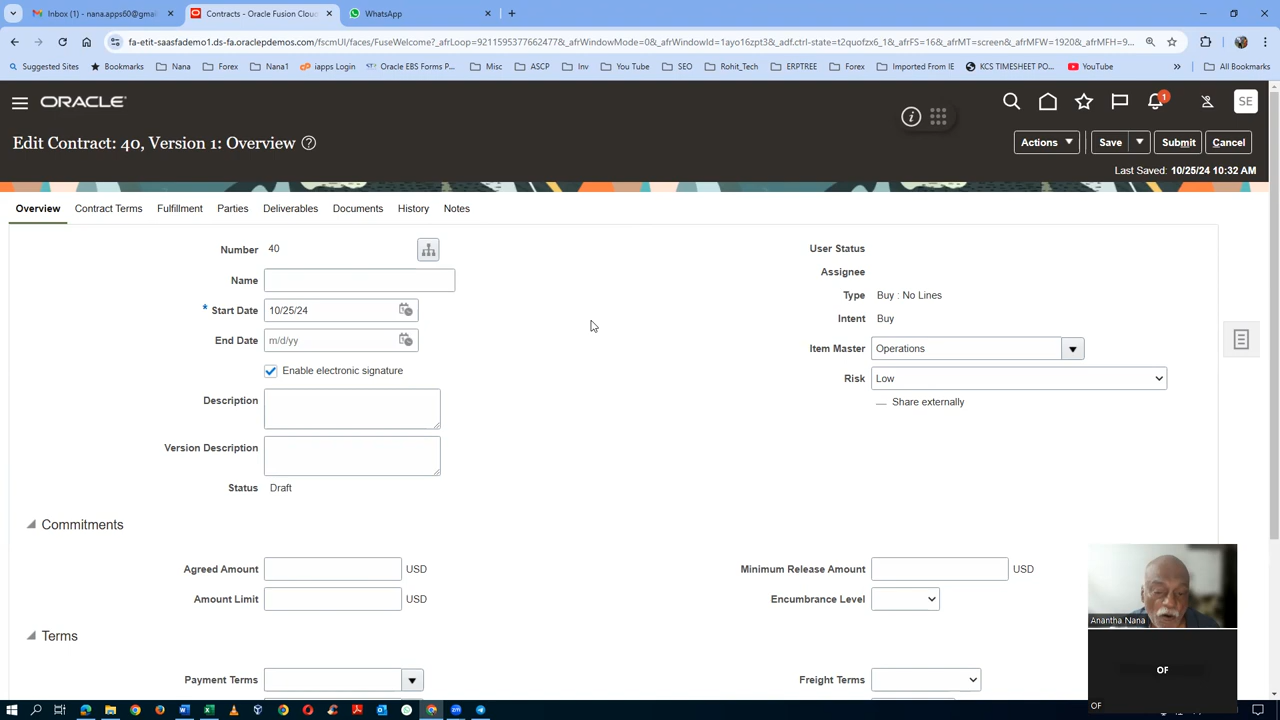 Inbox (1) - nana.apps60@gmail
Contracts - Oracle Fusion Cloud
WhatsApp
fa-etit-saasfademo1.ds-fa.oraclepdemos.com/fscmUI/faces/FuseWelcome?_afrLoop=92115953776624​77&_afrWindowMode=0&_afrWindowId=1ayo16zpt3&_adf.ctrl-state=t2quofzx6_1&_afrFS=16&_afrMT=screen&_afrMFW=1920&_afrMFH=9...
Suggested Sites
Bookmarks
Nana
Forex
Nana1
iapps Login
Oracle EBS Forms P...
Misc
ASCP
Inv
You Tube
SEO
Rohit_Tech
ERPTREE
Forex
Imported From IE
KCS TIMESHEET PO...
YouTube
All Bookmarks
ORACLE
1
SE
Edit Contract: 40, Version 1: Overview
Actions
Save
Submit
Cancel
Last Saved: 10/25/24 10:32 AM
Overview
Contract Terms
Fulfillment
Parties
Deliverables
Documents
History
Notes
Number 40
Name
* Start Date 10/25/24
End Date m/d/yy
Enable electronic signature
Description
Version Description
Status Draft
User Status
Assignee
Type Buy : No Lines
Intent Buy
Item Master Operations
Risk Low
Share externally
Commitments
Agreed Amount USD
Amount Limit USD
Minimum Release Amount USD
Encumbrance Level
Terms
Payment Terms
Freight Terms
Anantha Nana
OF
OF